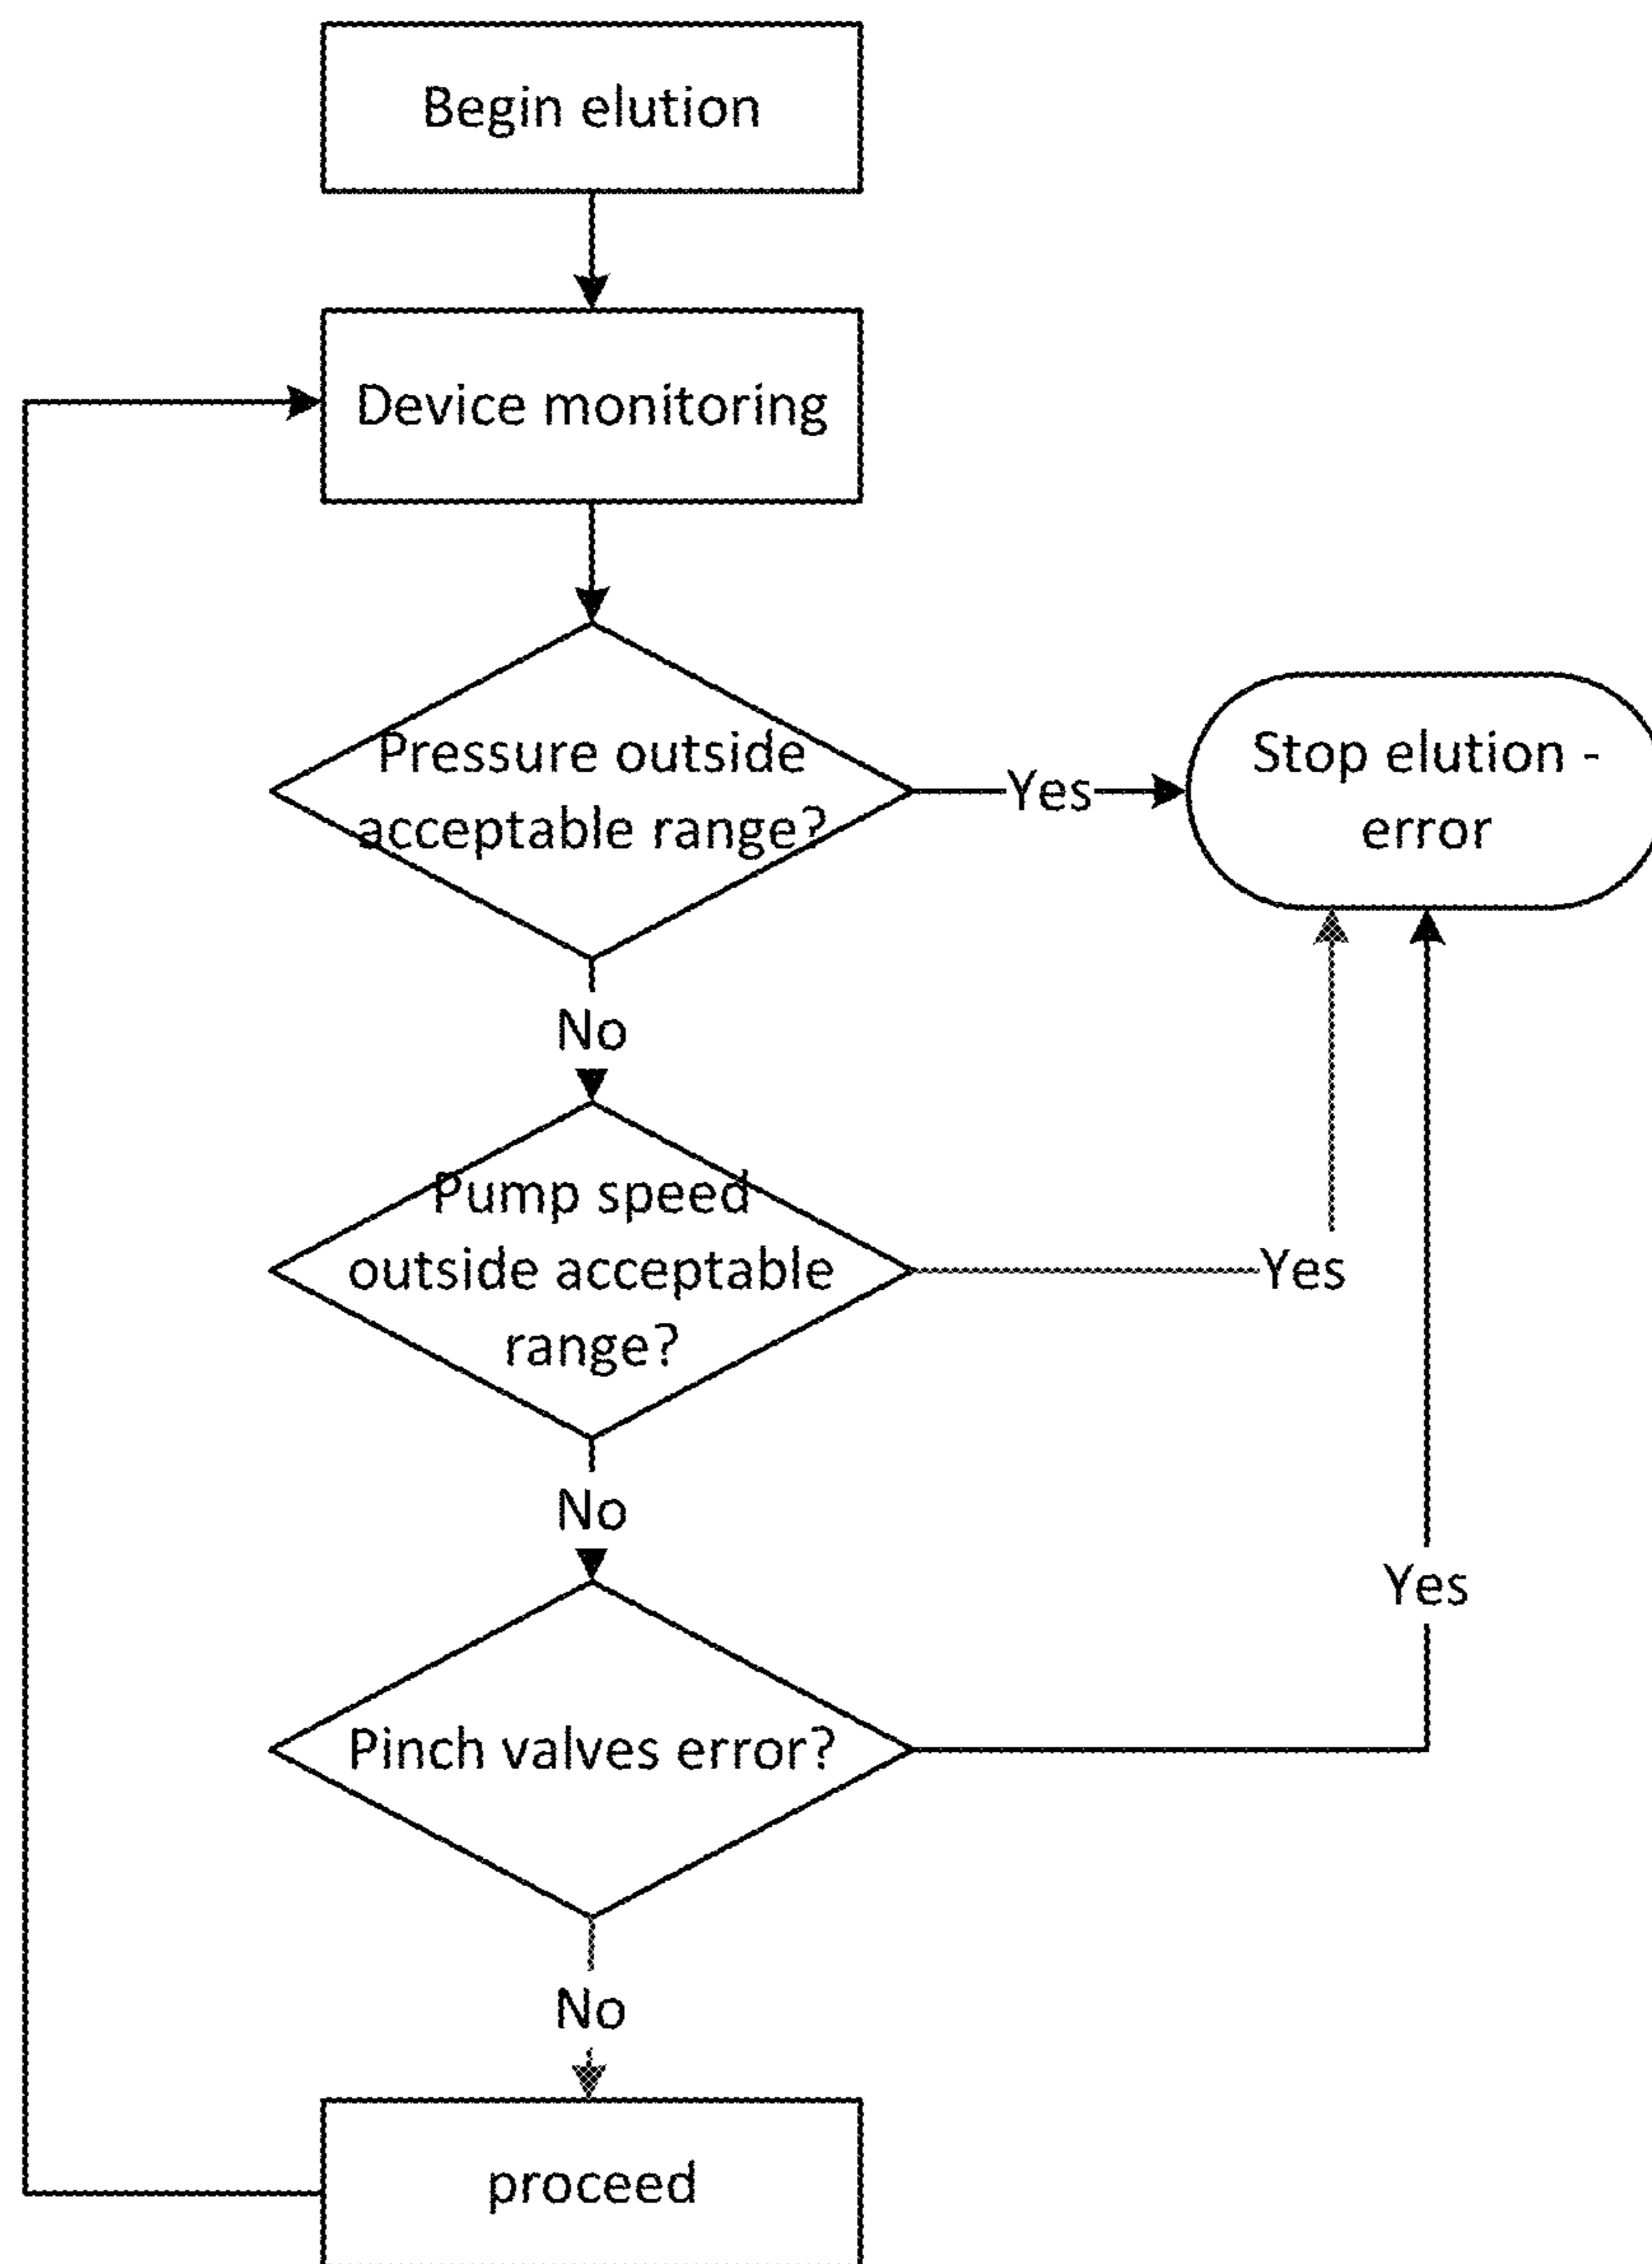 Begin elution
Device monitoring
Pressure outside
acceptable range?
Yes
Stop elution -
error
No
Pump speed
outside acceptable
range?
Yes
No
Pinch valves error?
Yes
No
proceed